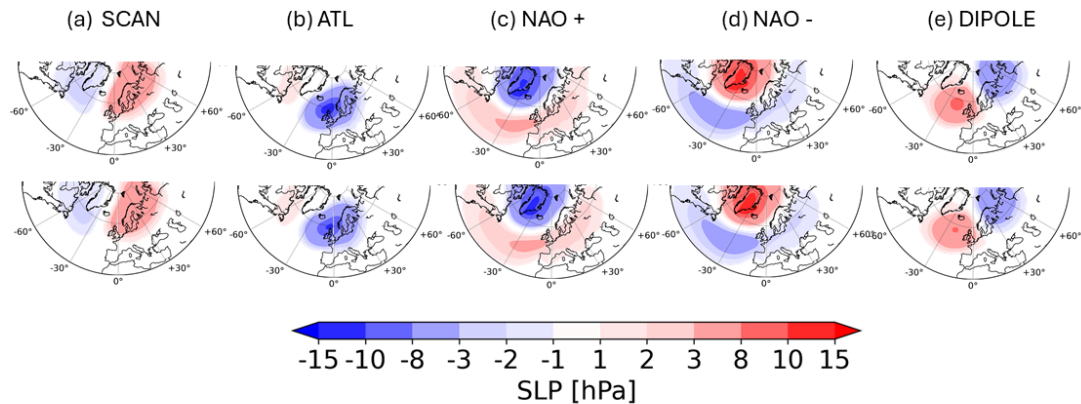 (a) SCAN (b) ATL (c) NAO + (d) NAO - (e) DIPOLE
-60° -30° 0° +30° +60° -60° -30° 0° +30° +60° -60° -30° 0° +30° +60° -60° -30° 0° +30° +60° -60° -30° 0° +30° +60°
-60° -30° 0° +30° +60° -60° -30° 0° +30° +60° -60° -30° 0° +30° +60° -60° -30° 0° +30° -60° -30° 0° +30° +60°
-15 -10 -8 -3 -2 -1 1 2 3 8 10 15
SLP [hPa]